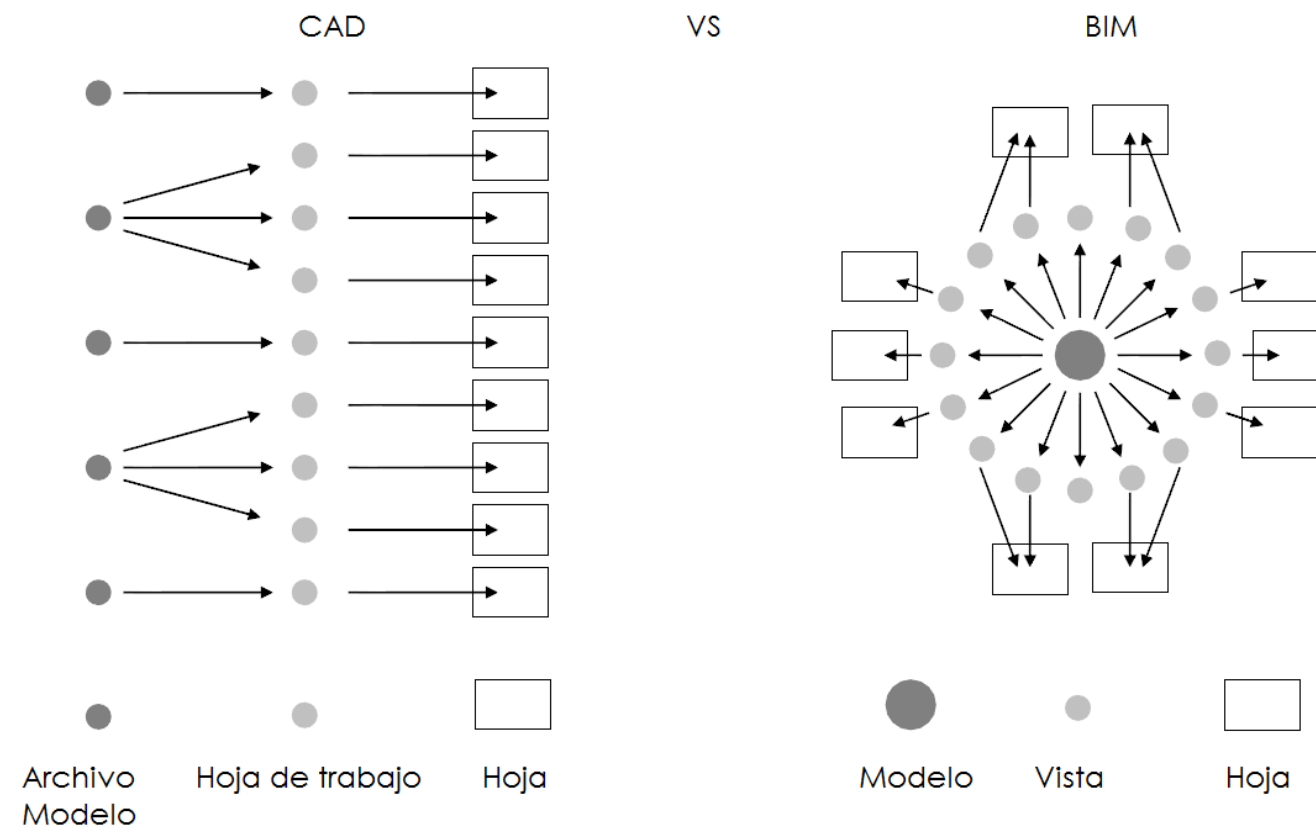 CAD
VS
BIM
Archivo
Modelo
Hoja de trabajo
Hoja
Modelo
Vista
Hoja